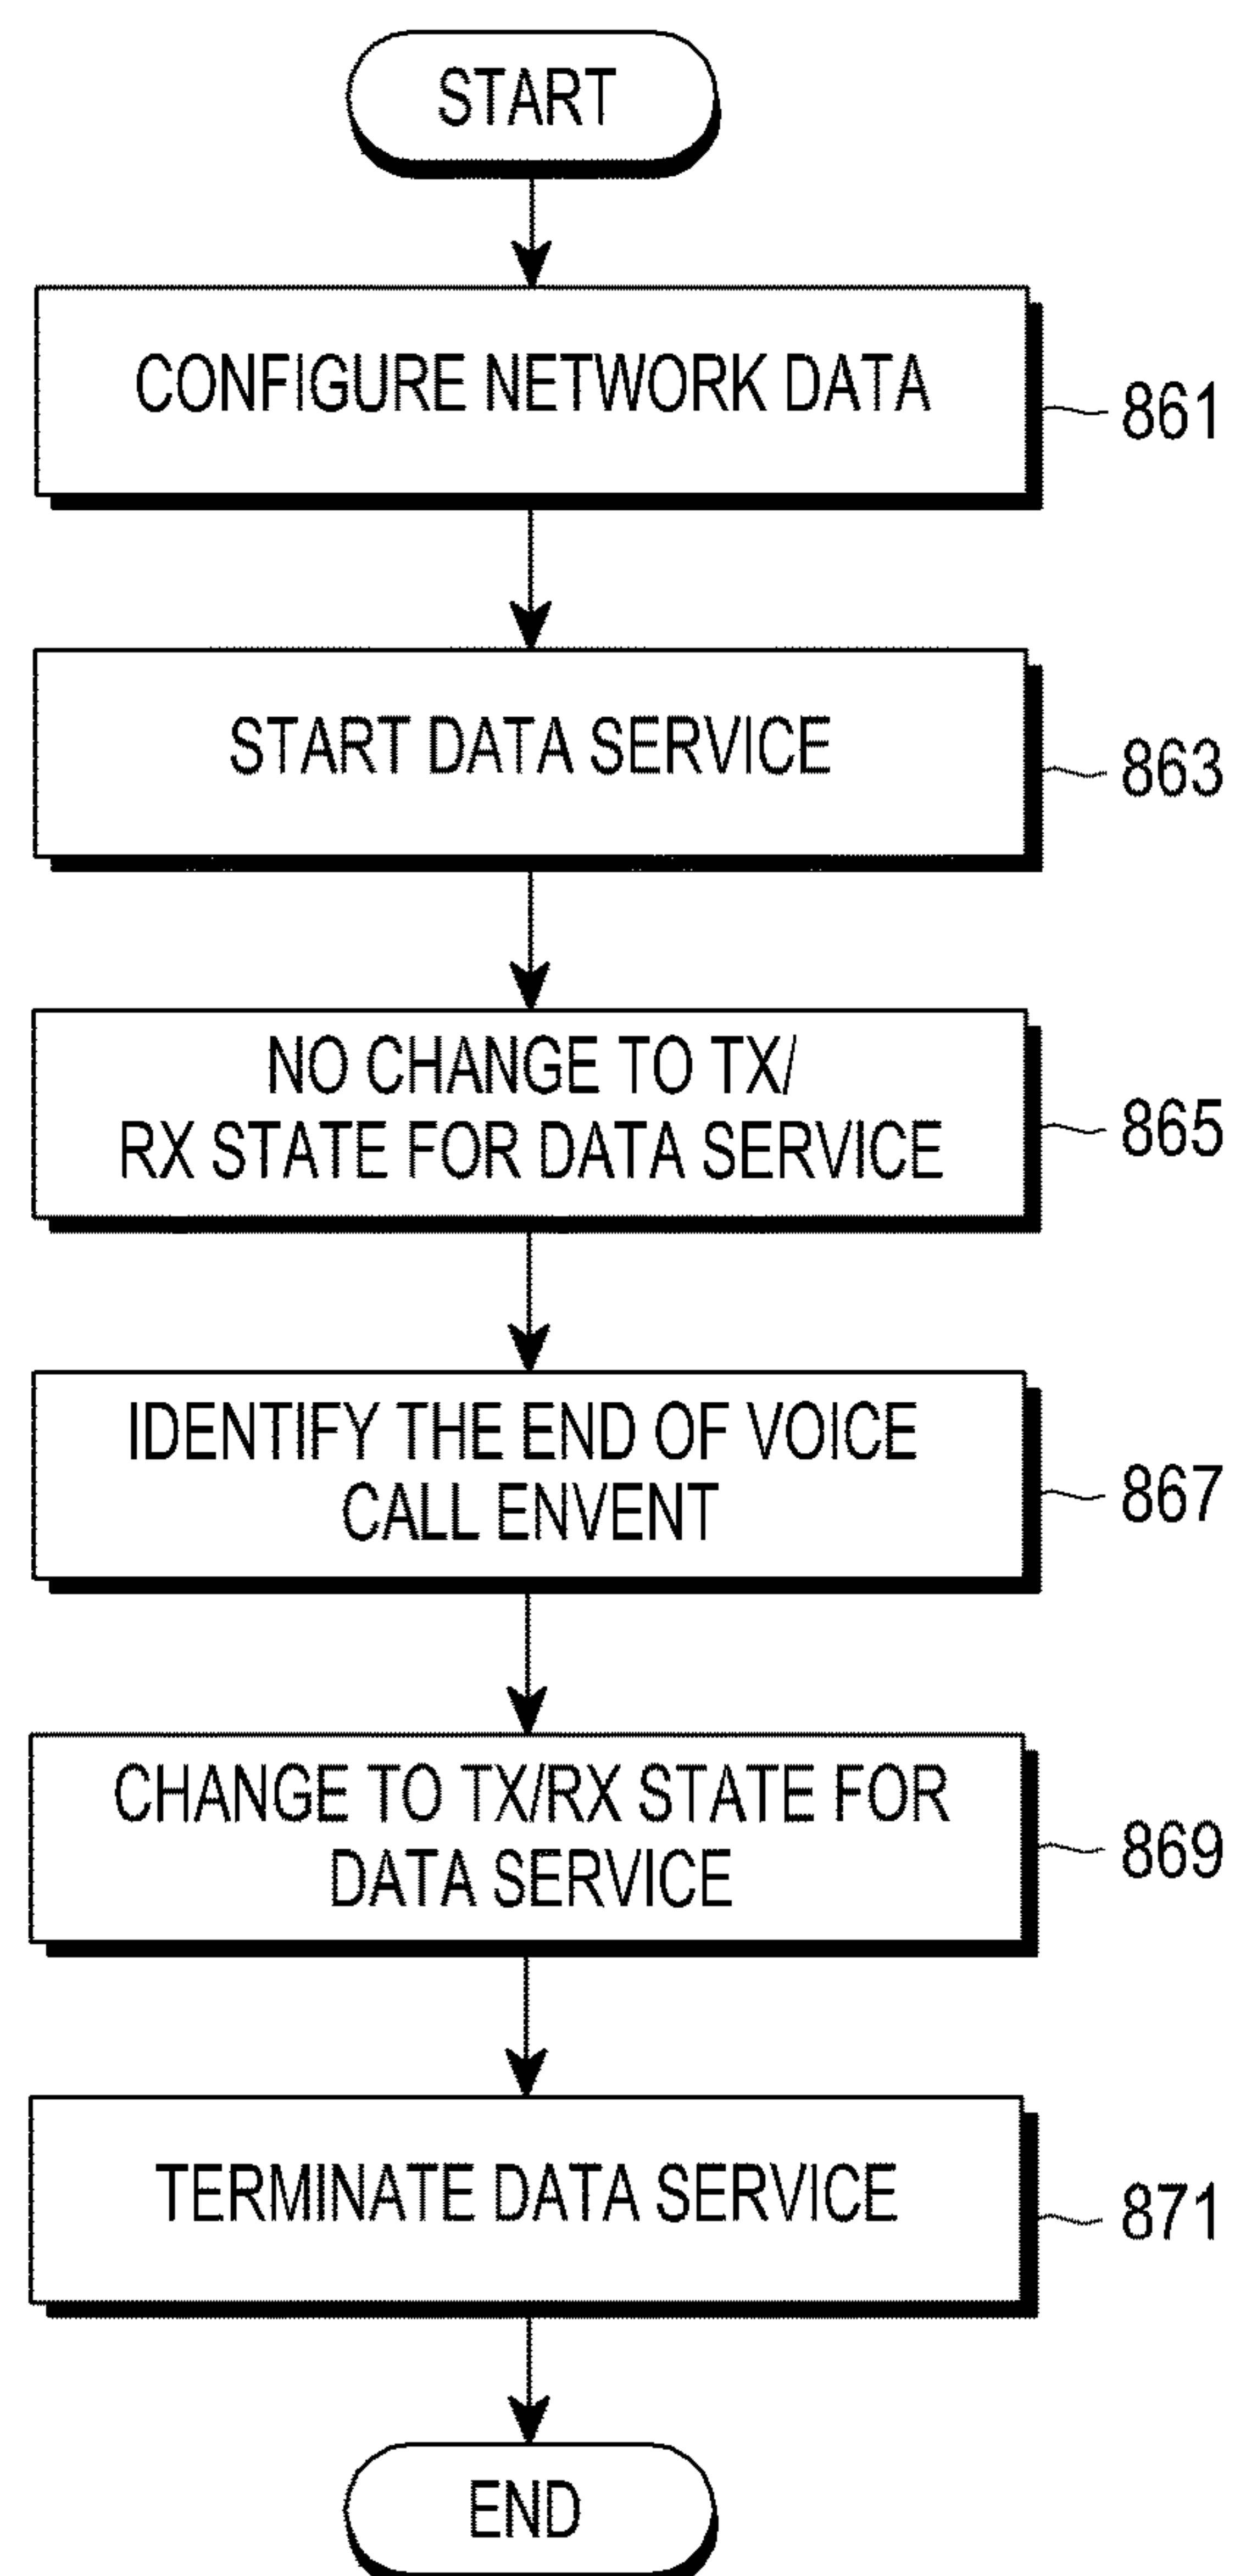 START
CONFIGURE NETWORK DATA
861
START DATA SERVICE
863
NO CHANGE TO TX/
RX STATE FOR DATA SERVICE
865
IDENTIFY THE END OF VOICE
CALL ENVENT
867
CHANGE TO TX/RX STATE FOR
DATA SERVICE
869
TERMINATE DATA SERVICE
871
END